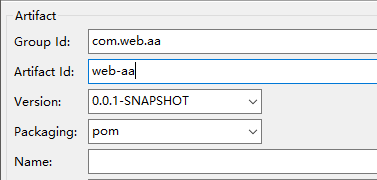 Artifact
Group Id: com.web.aa
Artifact Id: web-aa
Version: 0.0.1-SNAPSHOT
Packaging: pom
Name: